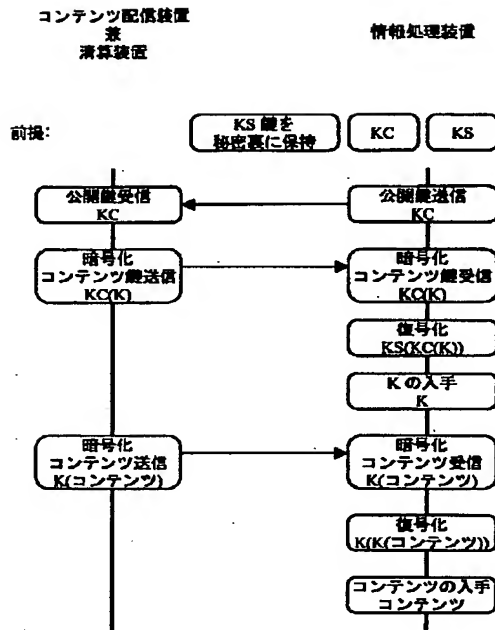 コンテンツ配信装置
兼
清算装置
情報処理装置
前提:
KS 鍵を
秘密裏に保持
KC
KS
公開鍵受信
KC
公開鍵送信
KC
暗号化
コンテンツ鍵送信
KC(K)
暗号化
コンテンツ鍵受信
KC(K)
復号化
KS(KC(K))
K の入手
K
暗号化
コンテンツ送信
K(コンテンツ)
暗号化
コンテンツ受信
K(コンテンツ)
復号化
K(K(コンテンツ))
コンテンツの入手
コンテンツ